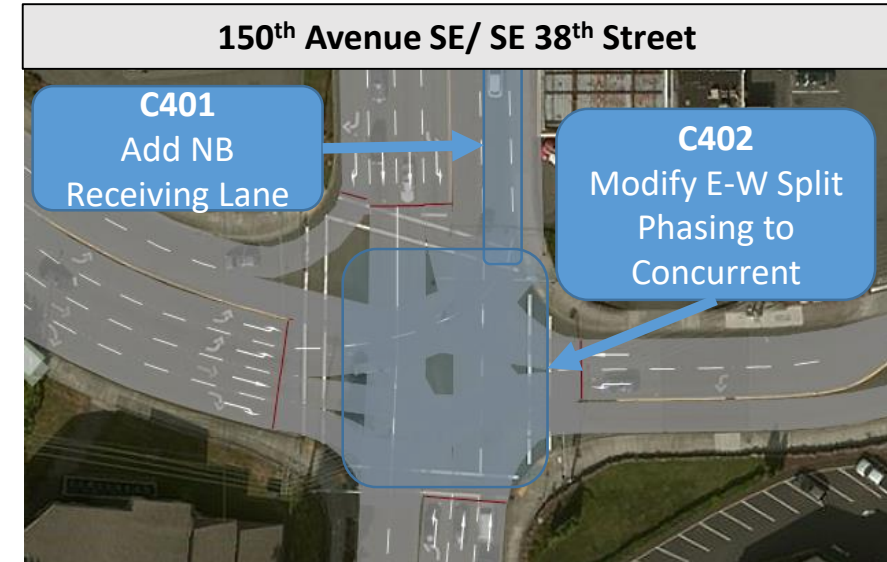 150th Avenue SE/ SE 38th Street
C401
Add NB
Receiving Lane
C402
Modify E-W Split
Phasing to
Concurrent